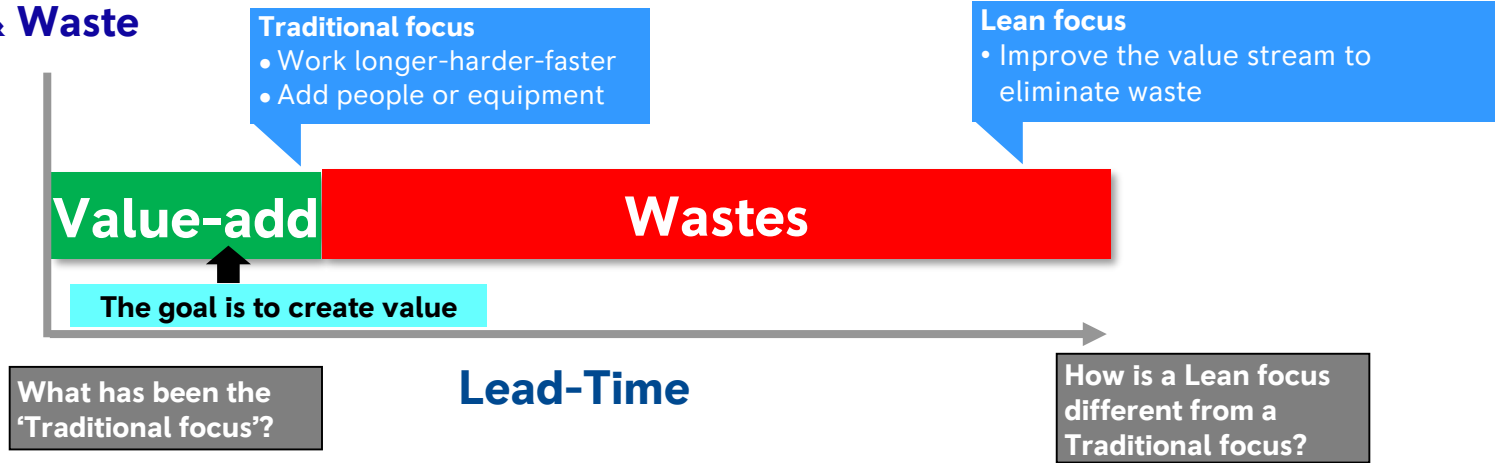 & Waste
Traditional focus
• Work longer-harder-faster
• Add people or equipment
Lean focus
• Improve the value stream to
eliminate waste
Value-add
Wastes
The goal is to create value
Lead-Time
What has been the
‘Traditional focus’?
How is a Lean focus
different from a
Traditional focus?